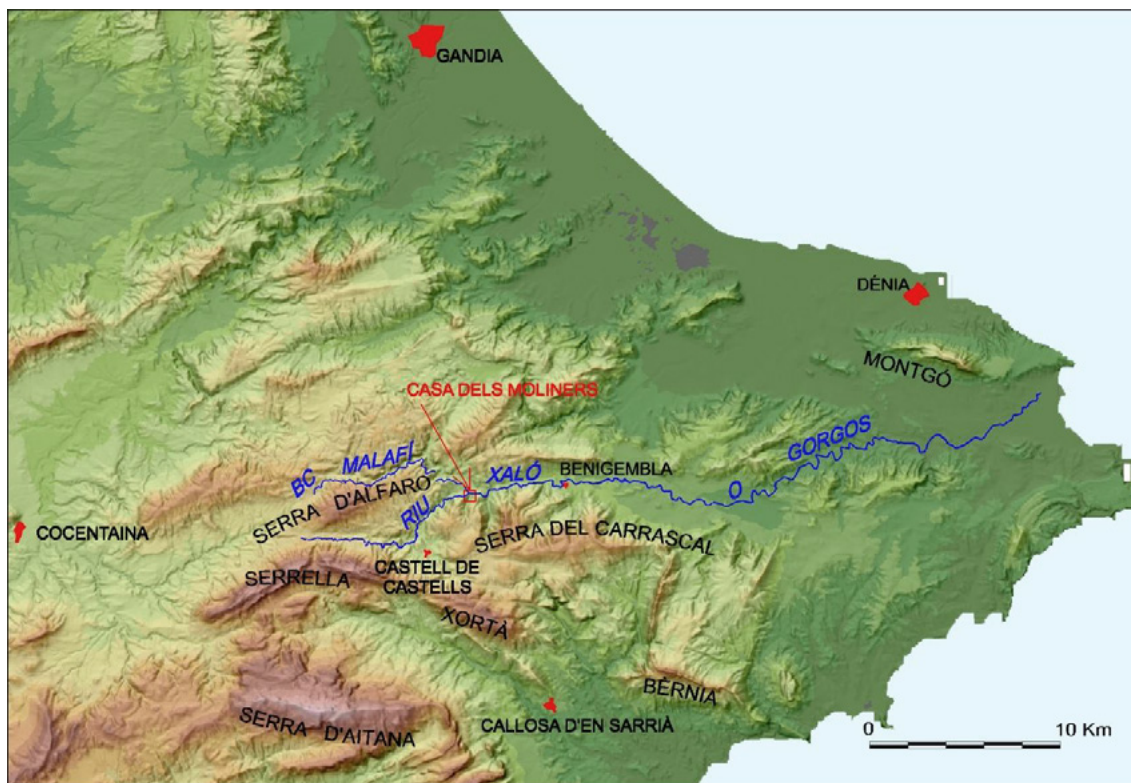 GANDIA
DÉNIA
MONTGÓ
CASA DELS MOLINERS
GORGOS
BC MALAFÍ
XALÓ
BENIGEMBLA
O
SERRA D'ALFARO
RIU
COCENTAINA
SERRA DEL CARRASCAL
CASTELL DE
CASTELLS
SERRELLA
XORTÀ
BÈRNIA
CALLOSA D'EN SARRIÀ
SERRA D'AITANA
0 10 Km